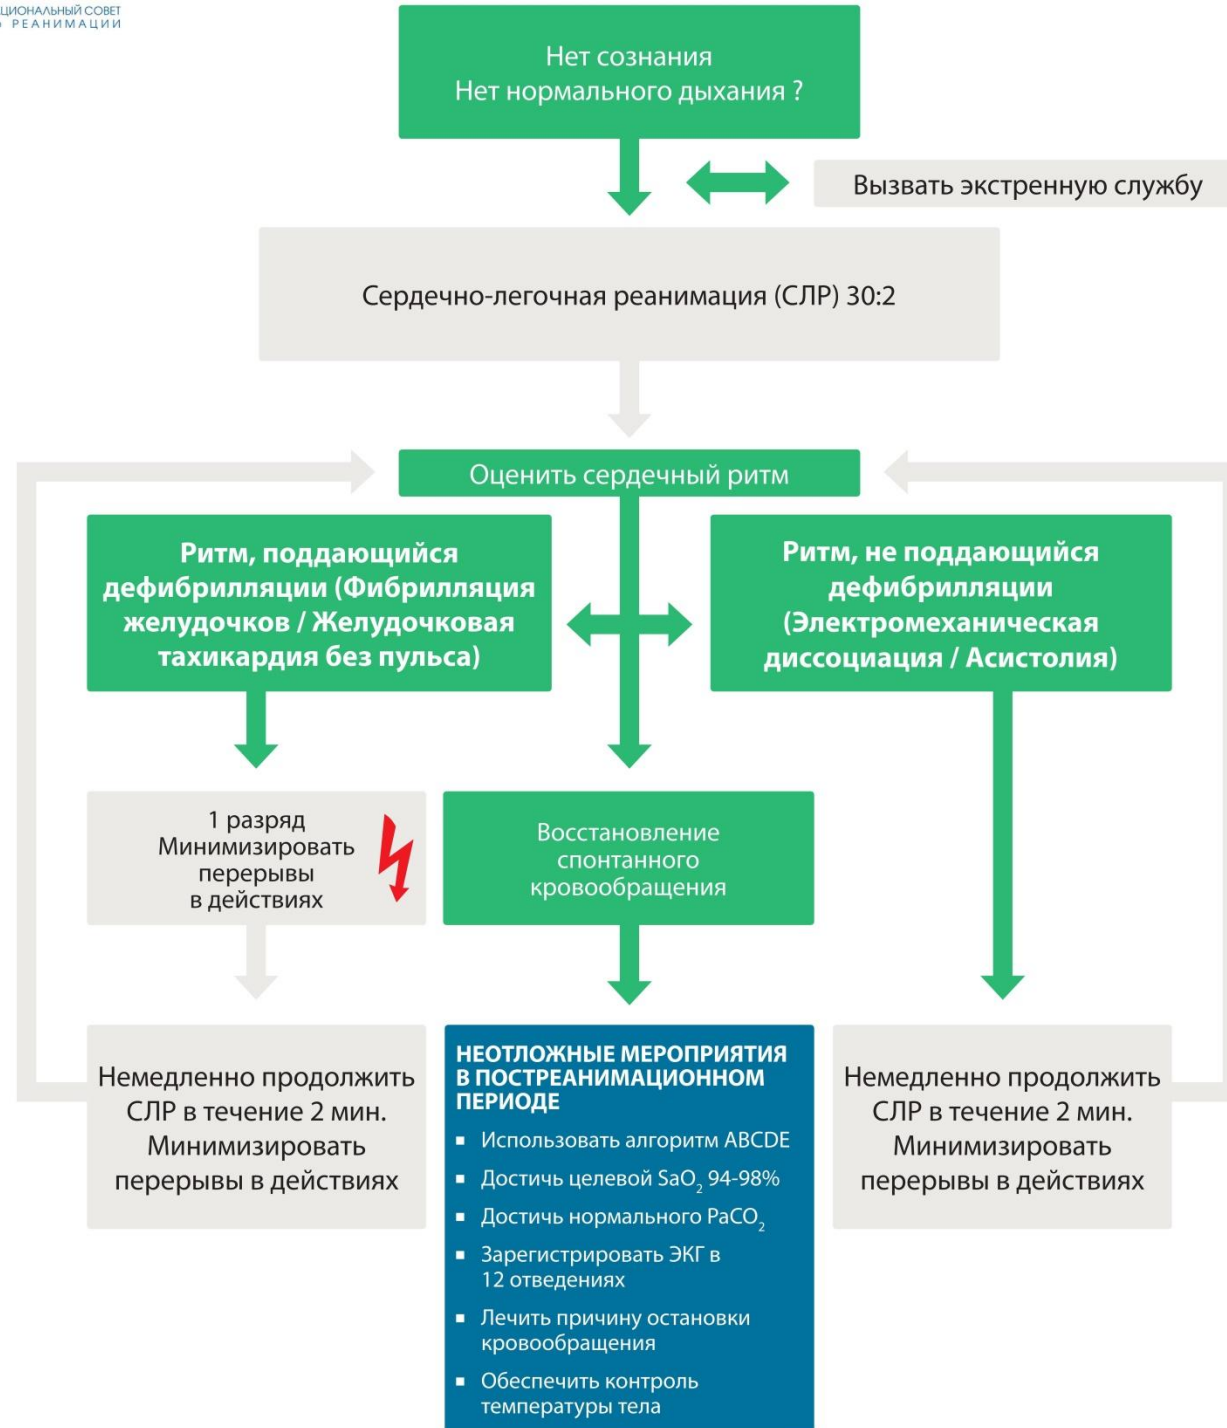 РЕАНИМАЦИИ
Нет сознания
Нет нормального дыхания ?
Вызвать экстренную службу
Сердечно-легочная реанимация (СЛР) 30:2
Оценить сердечный ритм
Ритм, поддающийся
дефибрилляции (Фибрилляция
желудочков / Желудочковая
тахикардия без пульса)
Ритм, не поддающийся
дефибрилляции
(Электромеханическая
диссоциация / Асистолия)
1 разряд
Минимизировать
перерывы
в действиях
Восстановление
спонтанного
кровообращения
Немедленно продолжить
СЛР в течение 2 мин.
Минимизировать
перерывы в действиях
НЕОТЛОЖНЫЕ МЕРОПРИЯТИЯ
В ПОСТРЕАНИМАЦИОННОМ
ПЕРИОДЕ
▪ Использовать алгоритм ABCDE
▪ Достичь целевой SaO₂ 94-98%
▪ Достичь нормального PaCO₂
▪ Зарегистрировать ЭКГ в
12 отведениях
▪ Лечить причину остановки
кровообращения
▪ Обеспечить контроль
температуры тела
Немедленно продолжить
СЛР в течение 2 мин.
Минимизировать
перерывы в действиях